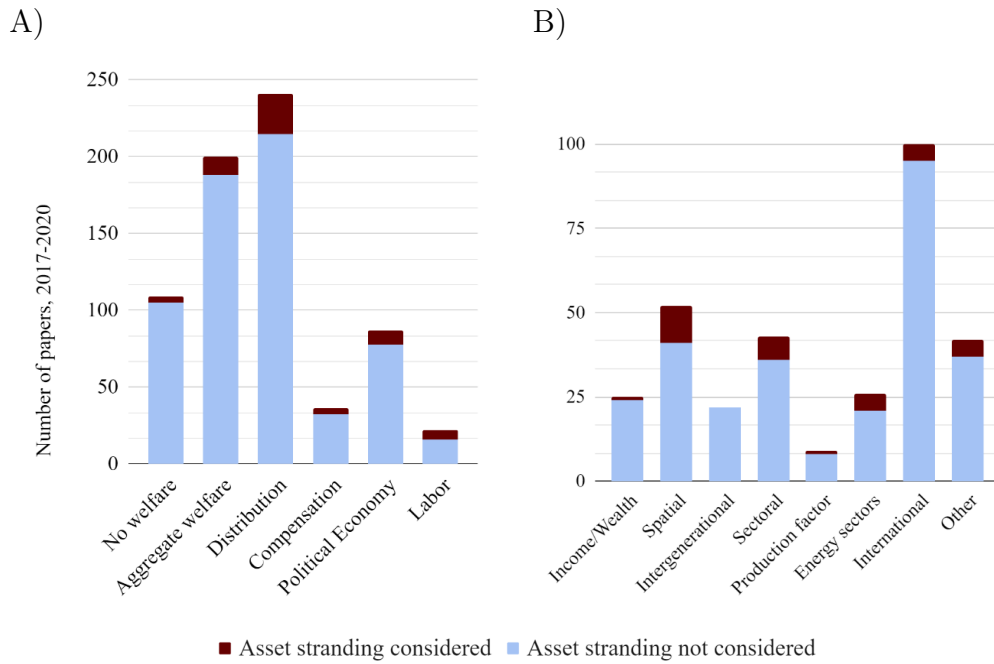 A)
B)
Number of papers, 2017-2020
250
200
150
100
50
0
No welfare
Aggregate welfare
Distribution
Compensation
Political Economy
Labor
100
75
50
25
0
Income/Wealth
Spatial
Intergenerational
Sectoral
Production factor
Energy sectors
International
Other
Asset stranding considered
Asset stranding not considered